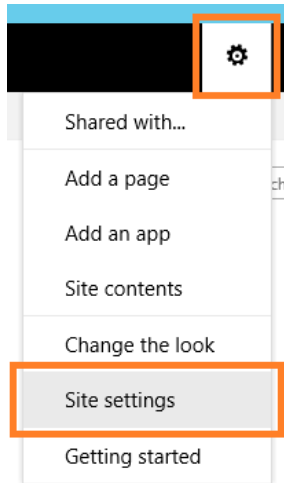 Shared with...
Add a page
Add an app
Site contents
Change the look
Site settings
Getting started